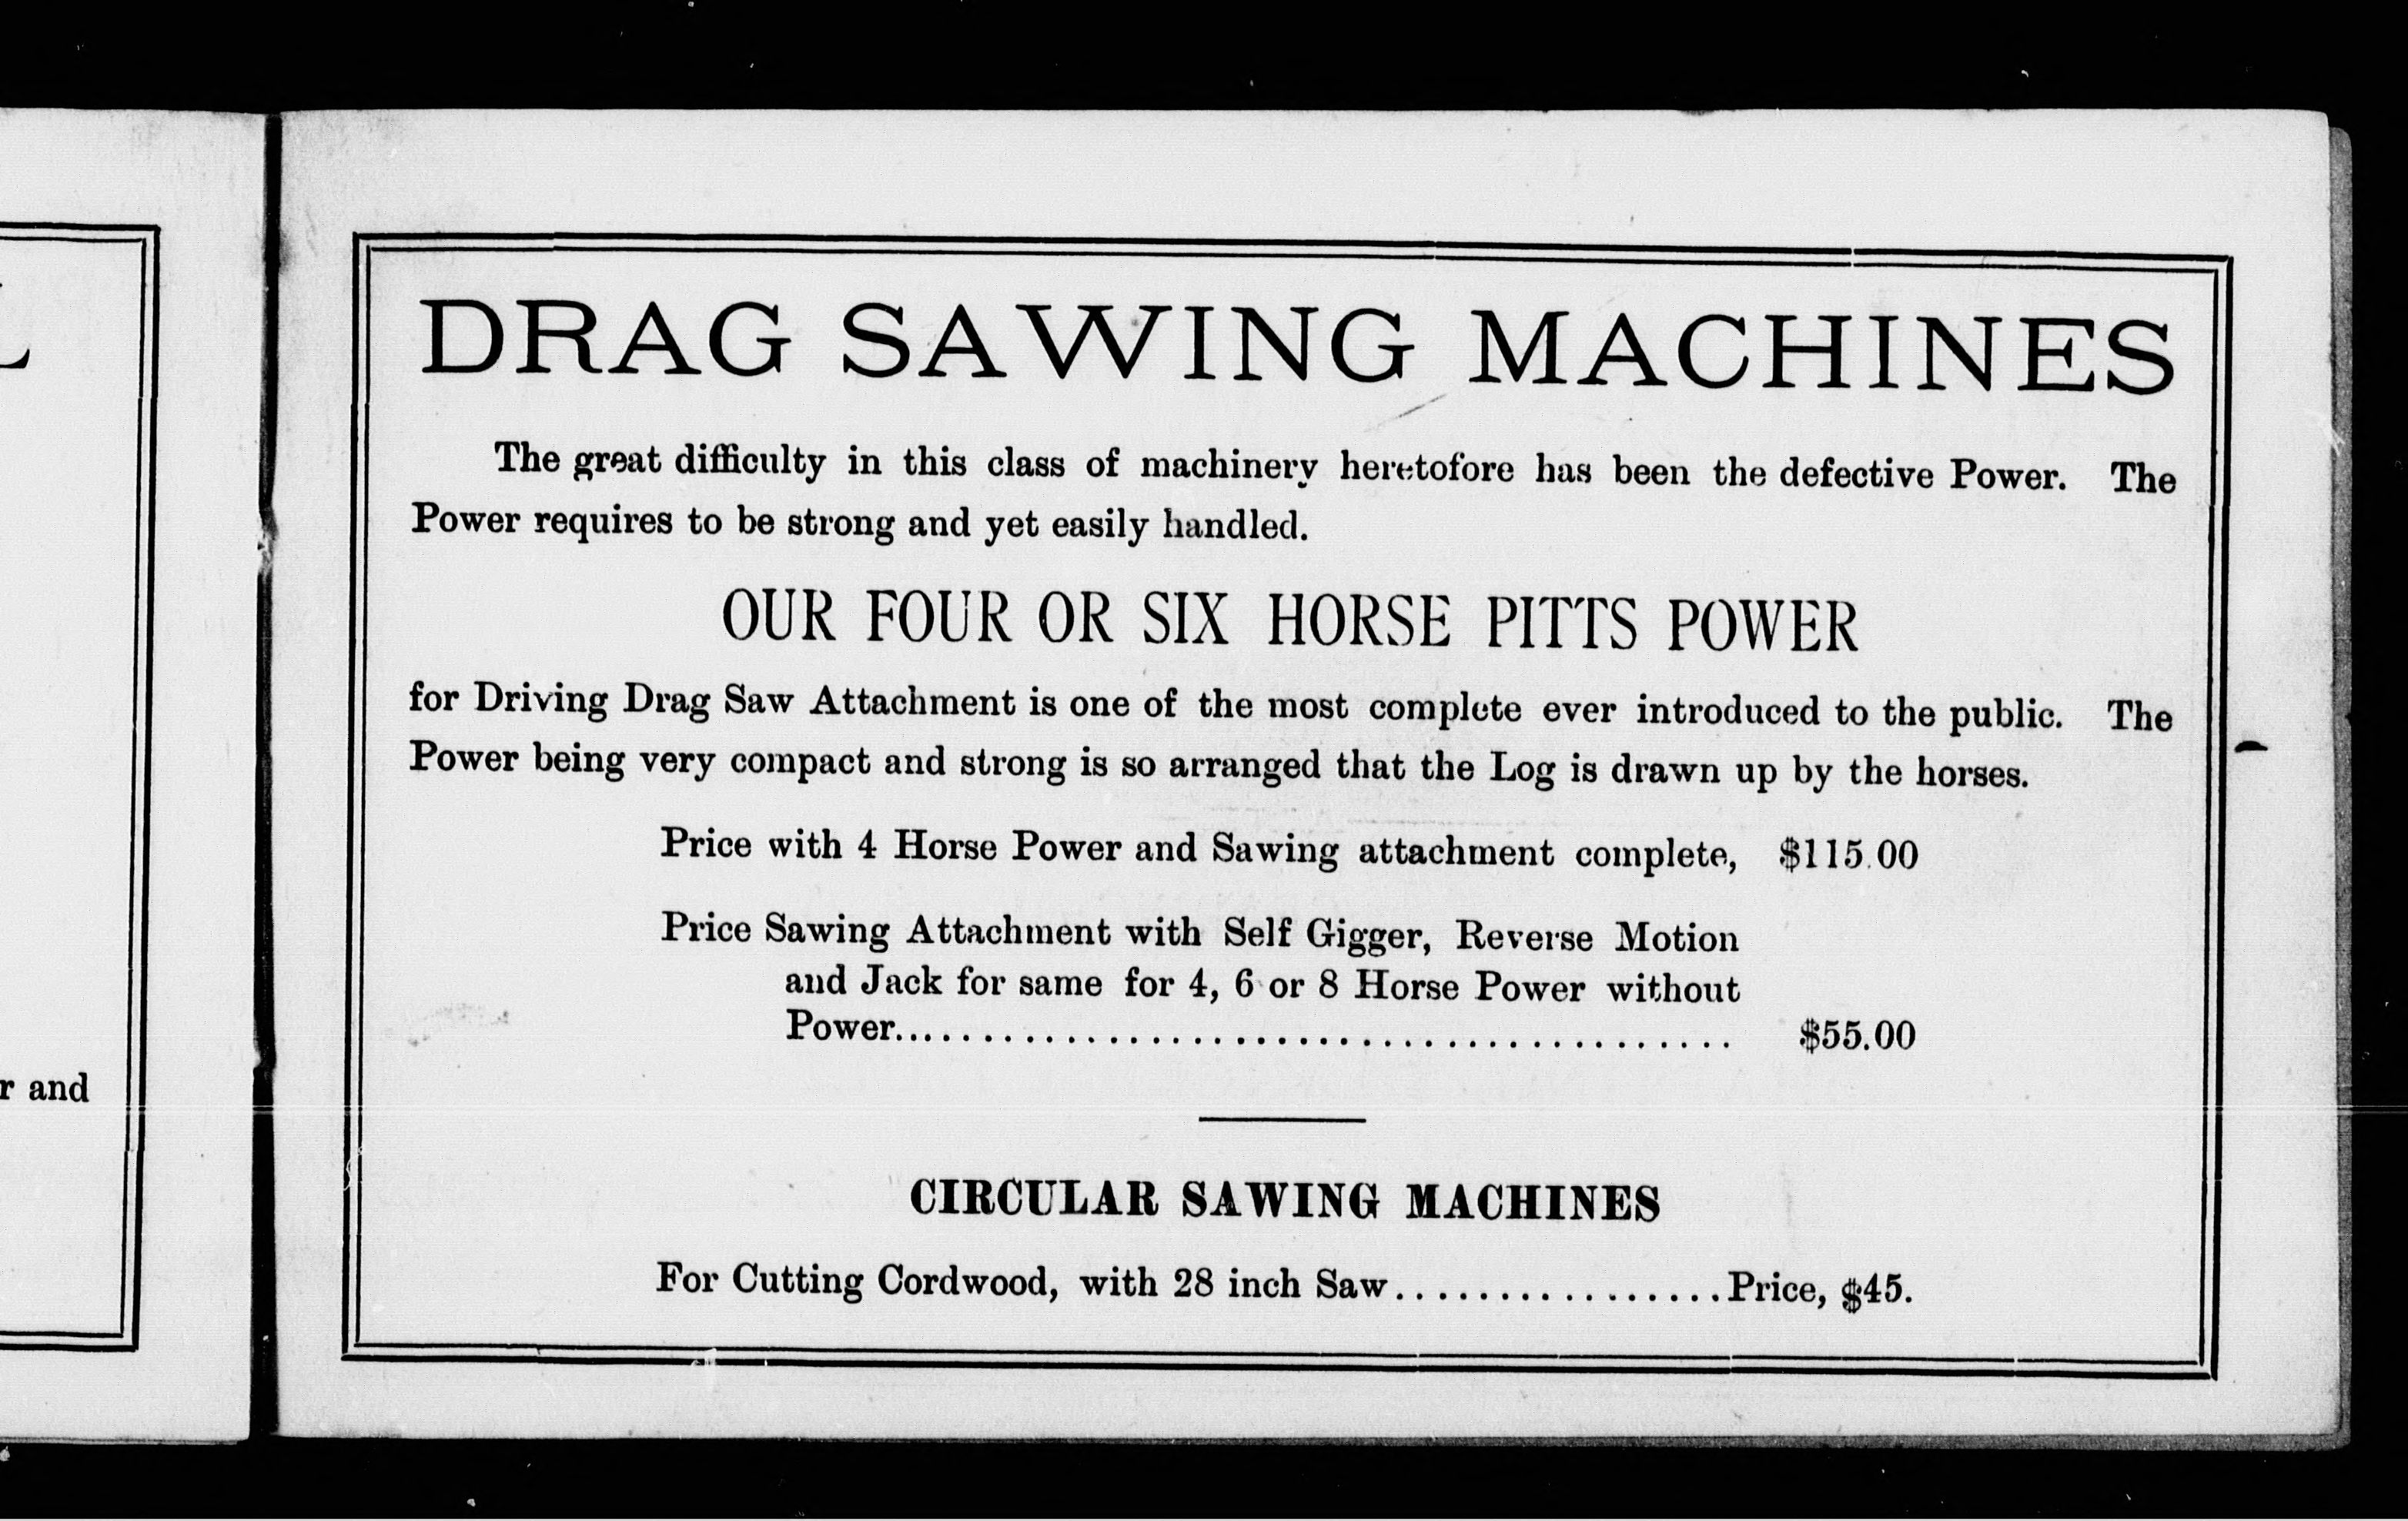 r and
DRAG SAWING MACHINES
The great difficulty in this class of machinery heretofore has been the defective Power. The
Power requires to be strong and yet easily handled.
OUR FOUR OR SIX HORSE PITTS POWER
for Driving Drag Saw Attachment is one of the most complete ever introduced to the public. The
Power being very compact and strong is so arranged that the Log is drawn up by the horses.
Price with 4 Horse Power and Sawing attachment complete, $115.00
Price Sawing Attachment with Self Gigger, Reverse Motion
and Jack for same for 4, 6 or 8 Horse Power without
Power........................................ $55.00
CIRCULAR SAWING MACHINES
For Cutting Cordwood, with 28 inch Saw.................Price, $45.